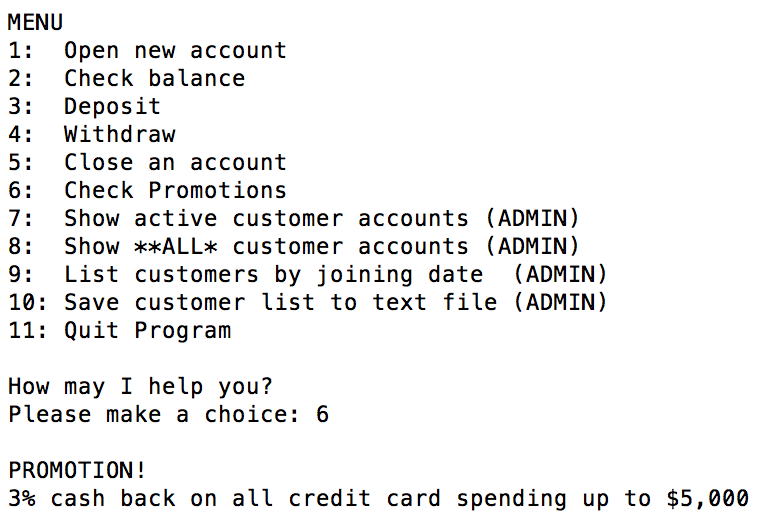 MENU
1:  Open new account
2:  Check balance
3:  Deposit
4:  Withdraw
5:  Close an account
6:  Check Promotions
7:  Show active customer accounts (ADMIN)
8:  Show **ALL* customer accounts (ADMIN)
9:  List customers by joining date  (ADMIN)
10: Save customer list to text file (ADMIN)
11: Quit Program
How may I help you?
Please make a choice: 6
PROMOTION!
3% cash back on all credit card spending up to $5,000